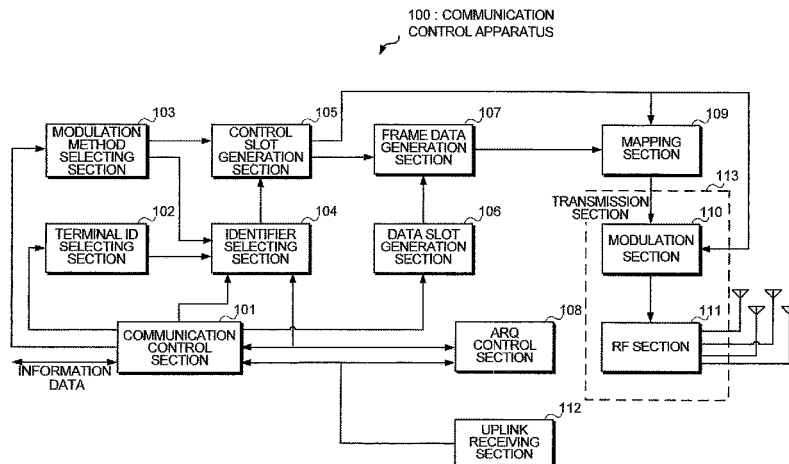 100 : COMMUNICATION
CONTROL APPARATUS
103
MODULATION
METHOD
SELECTING
SECTION
105
CONTROL
SLOT
GENERATION
SECTION
107
FRAME DATA
GENERATION
SECTION
109
MAPPING
SECTION
113
TRANSMISSION
SECTION
102
TERMINAL ID
SELECTING
SECTION
104
IDENTIFIER
SELECTING
SECTION
106
DATA SLOT
GENERATION
SECTION
110
MODULATION
SECTION
101
COMMUNICATION
CONTROL
SECTION
108
ARQ
CONTROL
SECTION
111
RF SECTION
INFORMATION
DATA
112
UPLINK
RECEIVING
SECTION